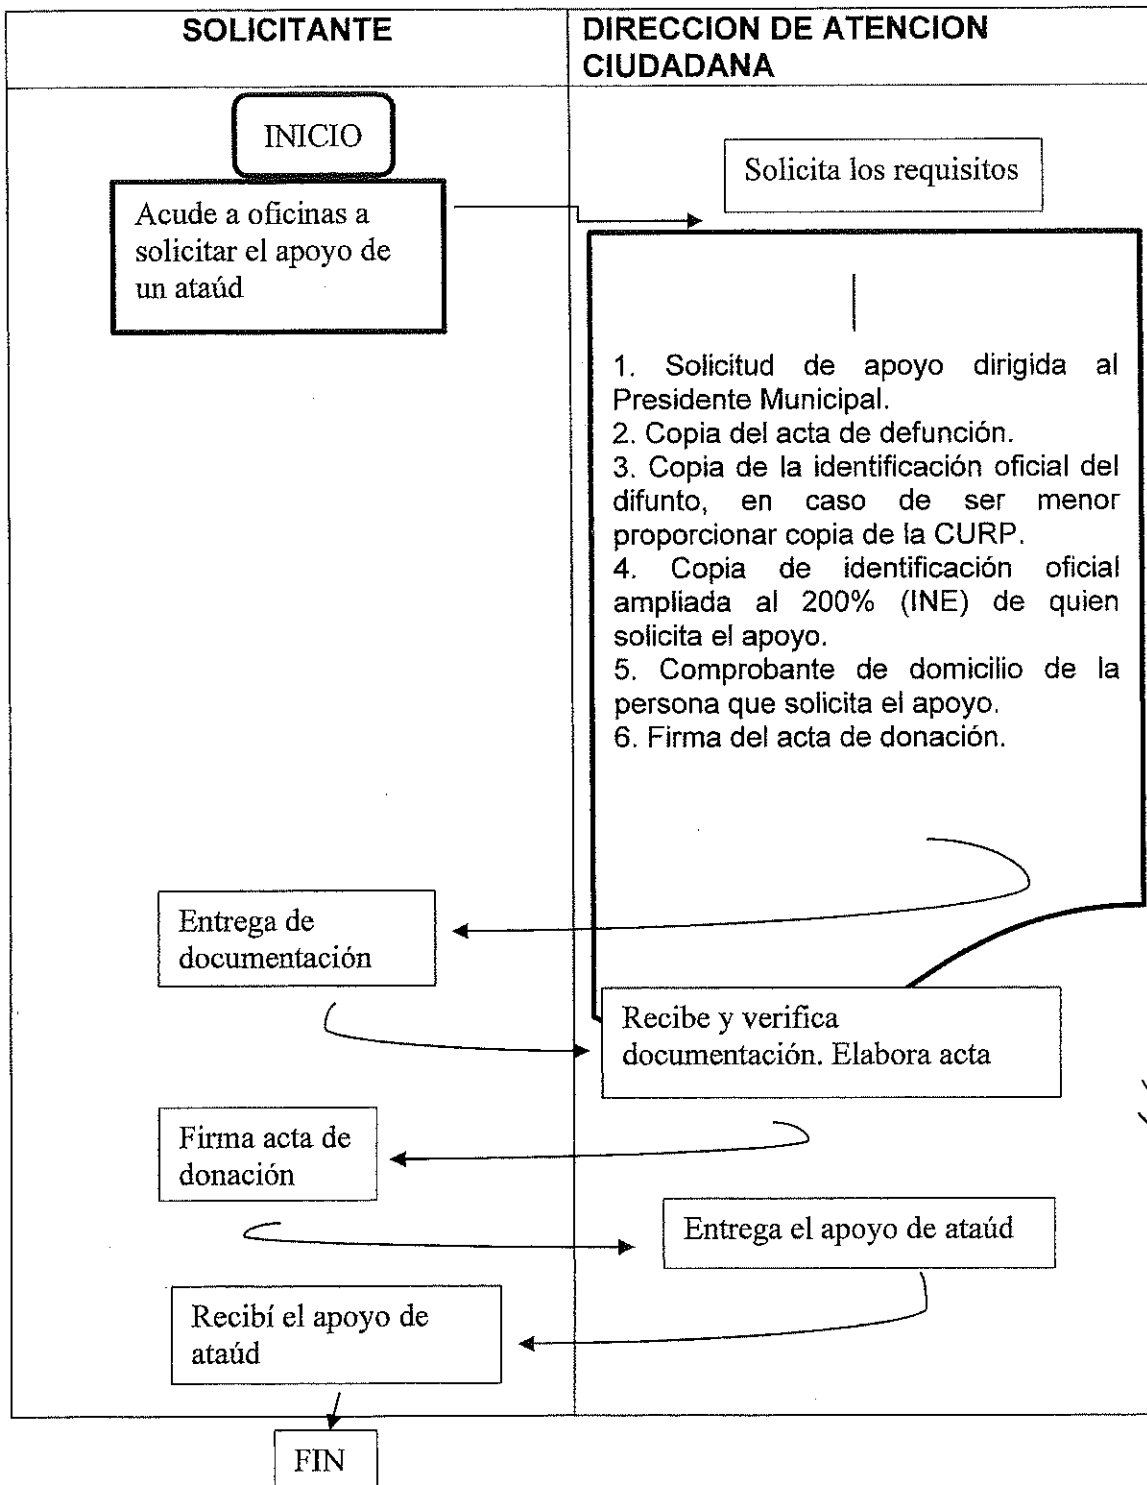 SOLICITANTE
DIRECCION DE ATENCION
CIUDADANA
INICIO
Solicita los requisitos
Acude a oficinas a
solicitar el apoyo de
un ataúd
1. Solicitud de apoyo dirigida al
Presidente Municipal.
2. Copia del acta de defunción.
3. Copia de la identificación oficial del
difunto, en caso de ser menor
proporcionar copia de la CURP.
4. Copia de identificación oficial
ampliada al 200% (INE) de quien
solicita el apoyo.
5. Comprobante de domicilio de la
persona que solicita el apoyo.
6. Firma del acta de donación.
Entrega de
documentación
Recibe y verifica
documentación. Elabora acta
Firma acta de
donación
Entrega el apoyo de ataúd
Recibí el apoyo de
ataúd
FIN